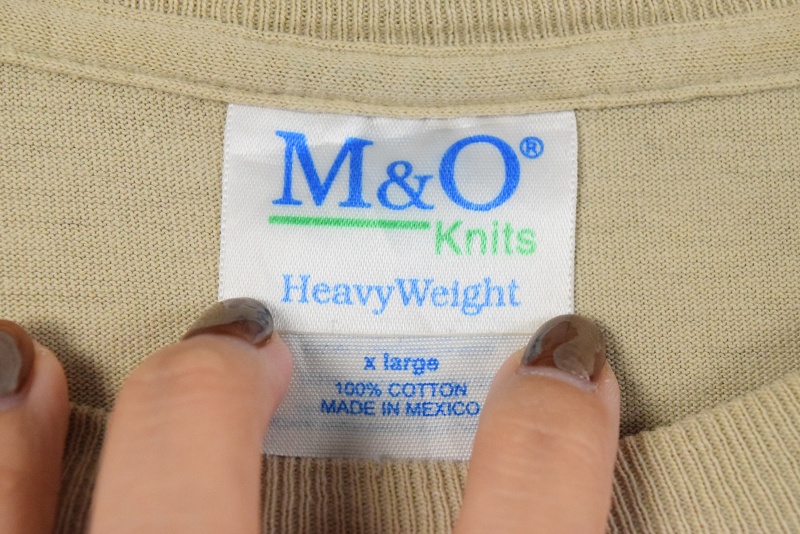 M&O®
Knits
HeavyWeight
x large
100% COTTON
MADE IN MEXICO